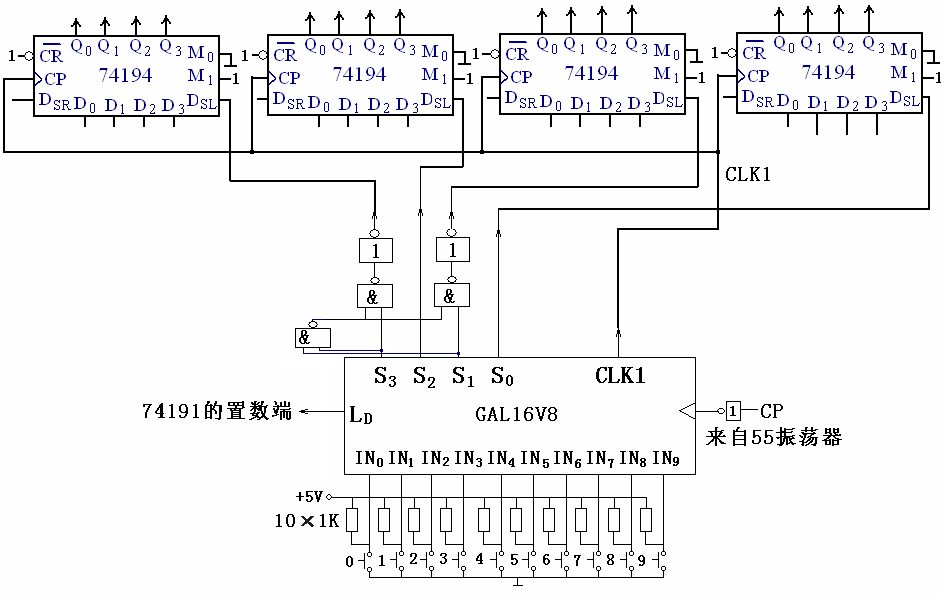 Q0 Q1 Q2 Q3 Q0 Q1 Q2 Q3 Q0 Q1 Q2 Q3 Q0 Q1 Q2 Q3
1 CR M0 1 CR M0 1 CR M0 1 CR M0
CP 74194 M1 1 CP 74194 M1 1 CP 74194 M1 1 CP 74194 M1 1
DSR D0 D1 D2 D3 DSL DSR D0 D1 D2 D3 DSL DSR D0 D1 D2 D3 DSL DSR D0 D1 D2 D3 DSL
CLK1
1 1
& &
&
S3 S2 S1 S0 CLK1
74191的置数端 LD GAL16V8 1 CP
来自55振荡器
IN0 IN1 IN2 IN3 IN4 IN5 IN6 IN7 IN8 IN9
+5V
10×1K
0 1 2 3 4 5 6 7 8 9